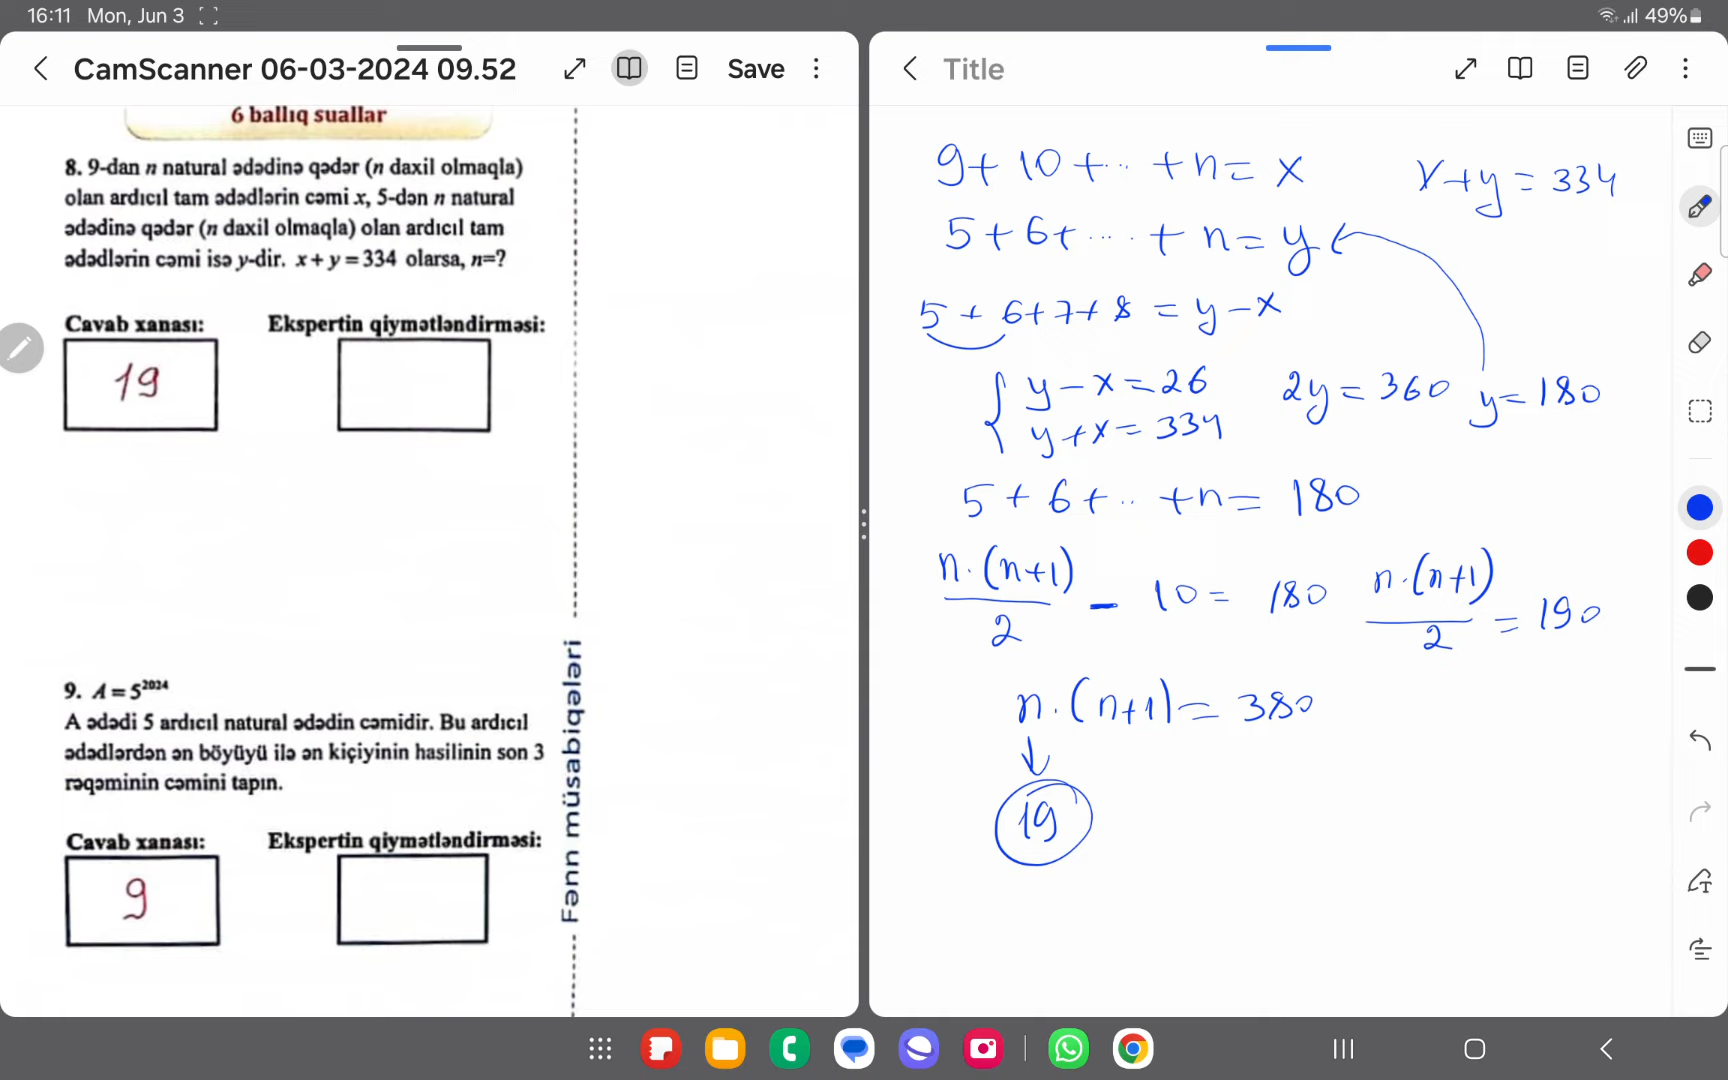 16:11 Mon, Jun 3
49%
CamScanner 06-03-2024 09.52
Save
6 ballıq suallar
8. 9-dan n natural ədədinə qədər (n daxil olmaqla)
olan ardıcıl tam ədədlərin cəmi x, 5-dən n natural
ədədinə qədər (n daxil olmaqla) olan ardıcıl tam
ədədlərin cəmi isə y-dir. x+y=334 olarsa, n=?
Cavab xanası: Ekspertin qiymətləndirməsi:
19
9. A=5²⁰²⁴
A ədədi 5 ardıcıl natural ədədin cəmidir. Bu ardıcıl
ədədlərdən ən böyüyü ilə ən kiçiyinin hasilinin son 3
rəqəminin cəmini tapın.
Cavab xanası: Ekspertin qiymətləndirməsi:
9
Fənn müsabiqələri
Title
9+10+... +n=x x+y=334
5+6+....+n=y
5+6+7+8=y-x
y-x=26 2y=360 y=180
y+x=334
5+6+..+n=180
n·(n+1)/2 - 10=180 n·(n+1)/2 =190
n·(n+1)=380
19